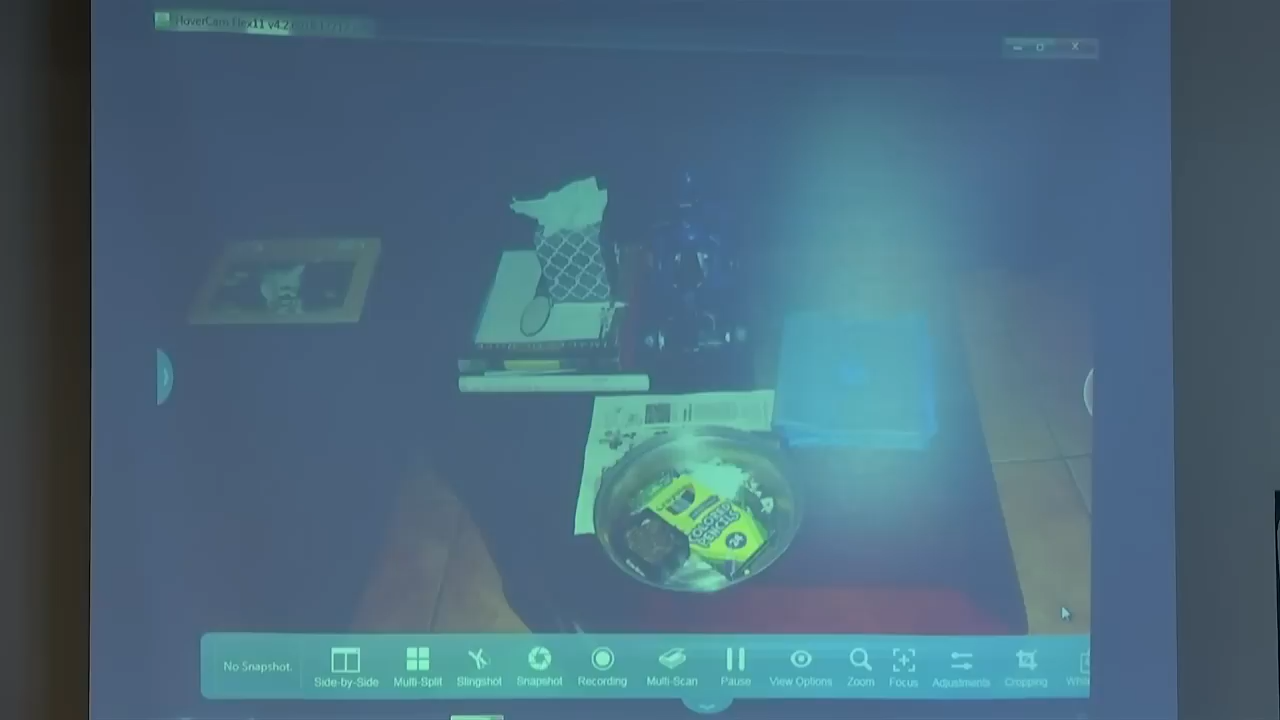 HoverCam Flex11 v4.2
COLORED
PENCILS
24
No Snapshot.
Side-by-Side
Multi-Split
Slingshot
Snapshot
Recording
Multi-Scan
Pause
View Options
Zoom
Focus
Adjustments
Cropping